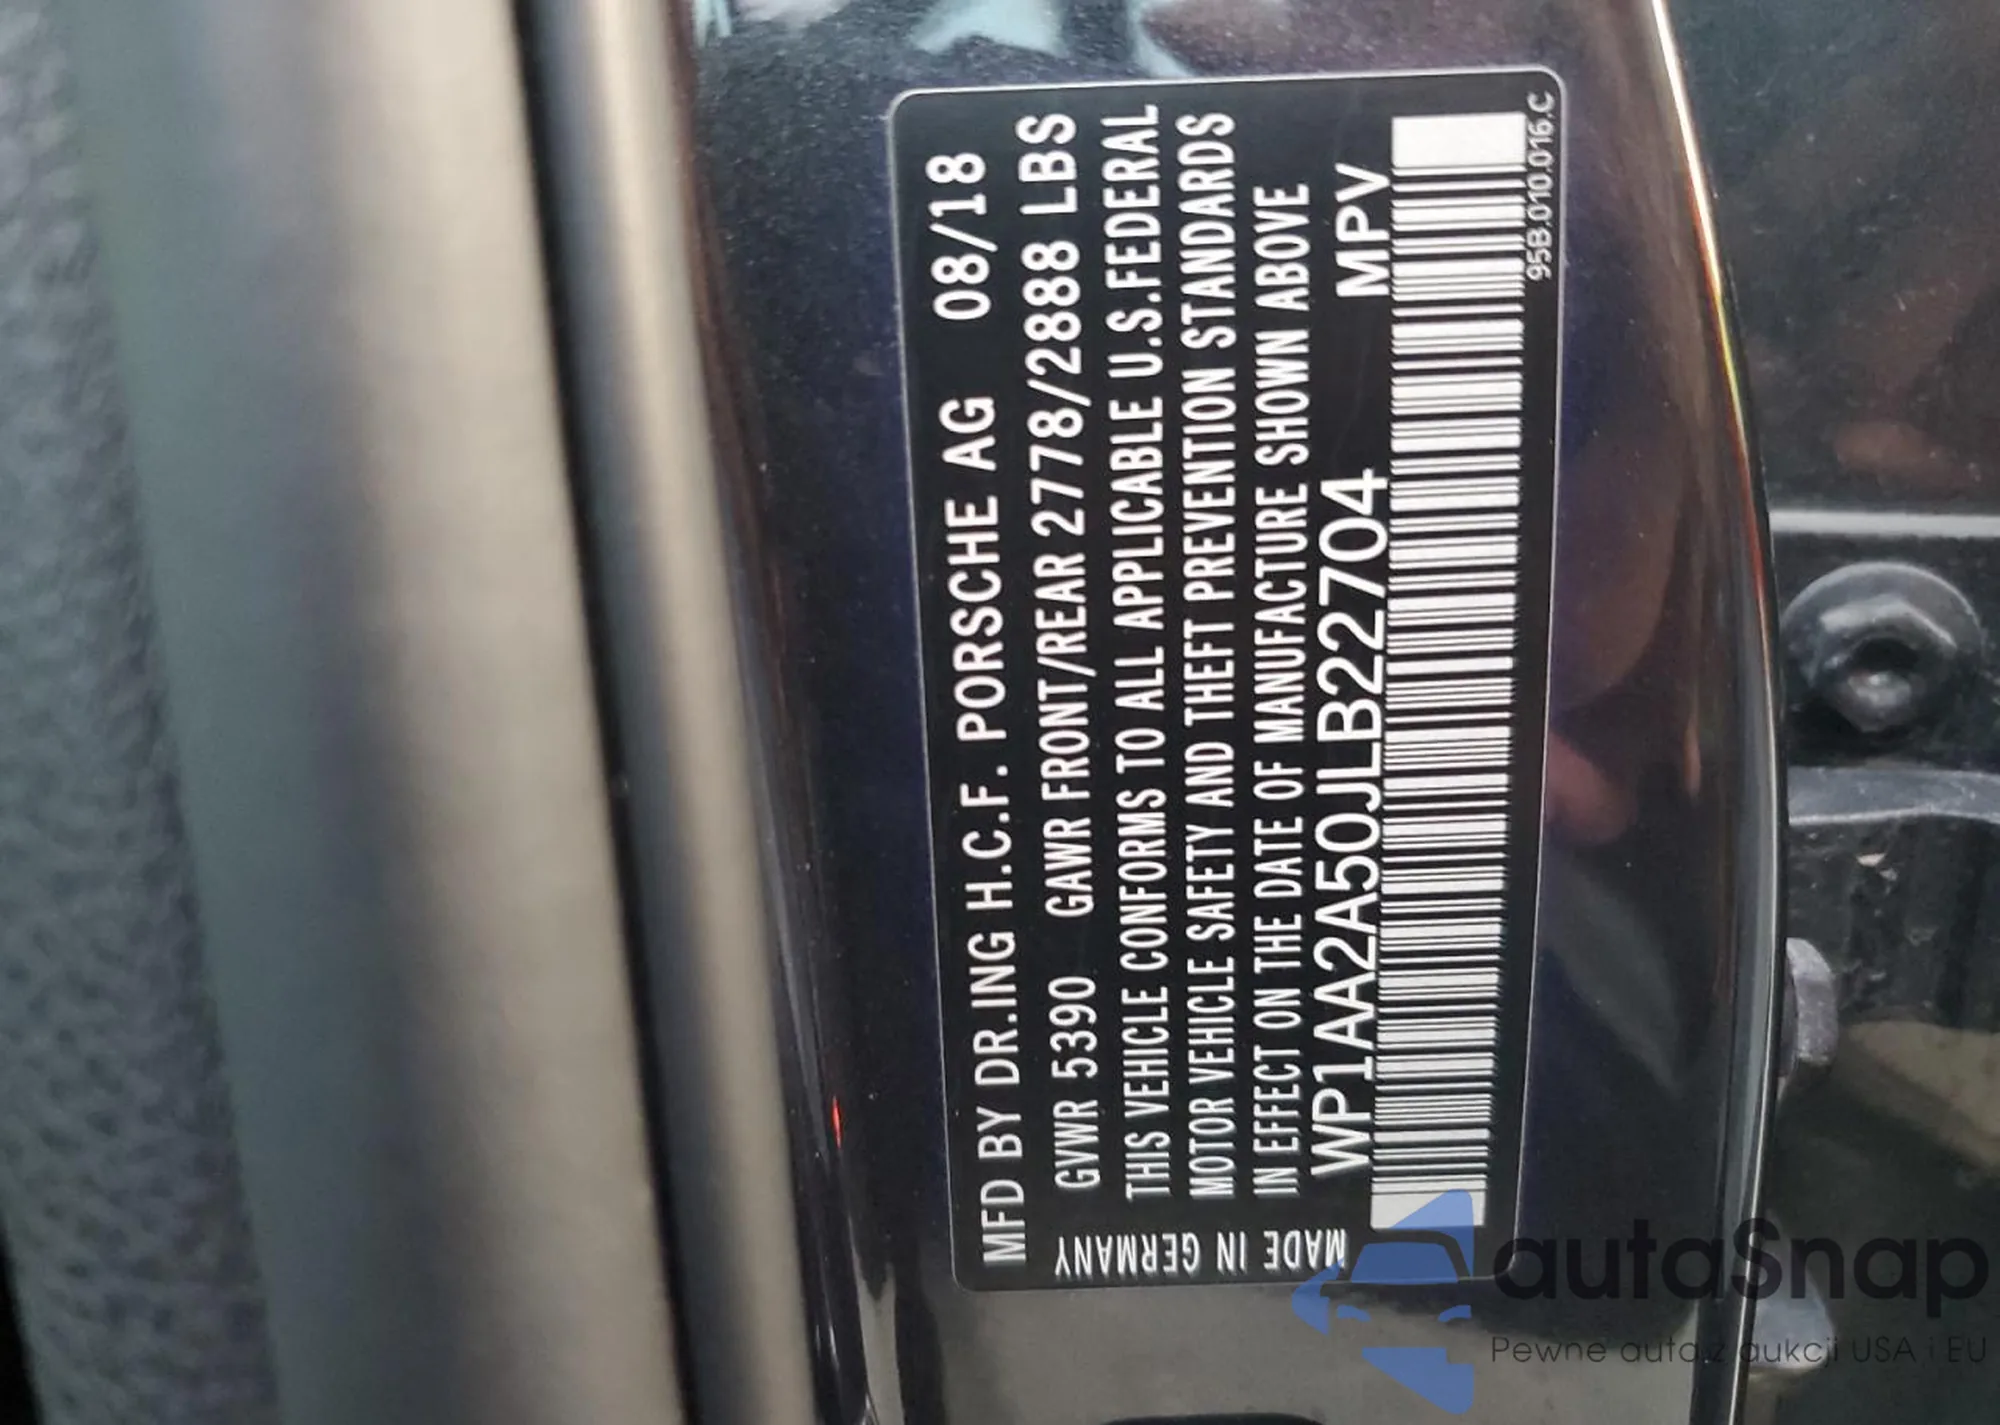 MFD BY DR.ING H.C.F. PORSCHE AG 08/18
GVWR 5390 GAWR FRONT/REAR 2778/2888 LBS
THIS VEHICLE CONFORMS TO ALL APPLICABLE U.S.FEDERAL
MOTOR VEHICLE SAFETY AND THEFT PREVENTION STANDARDS
IN EFFECT ON THE DATE OF MANUFACTURE SHOWN ABOVE
WP1AA2A50JLB22704 MPV
95B.010.016.C
MADE IN GERMANY
autaSnap
Pewne auta z aukcji USA i EU